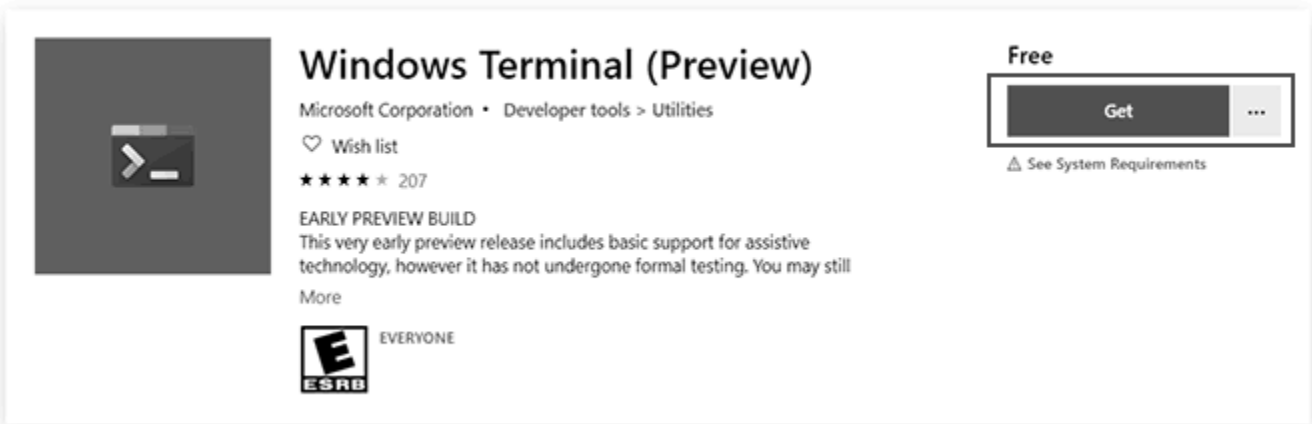 Windows Terminal (Preview)
Microsoft Corporation • Developer tools > Utilities
Wish list
207
EARLY PREVIEW BUILD
This very early preview release includes basic support for assistive
technology, however it has not undergone formal testing. You may still
More
E
ESRB
EVERYONE
Free
Get
...
See System Requirements